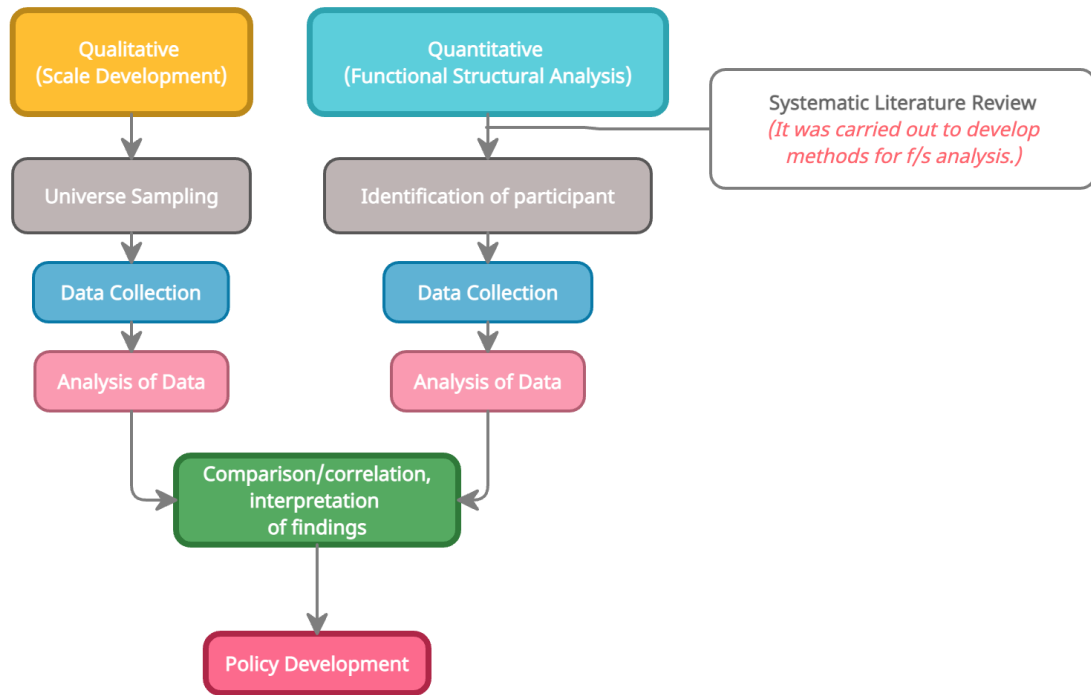 Qualitative
(Scale Development)
Quantitative
(Functional Structural Analysis)
Systematic Literature Review
(It was carried out to develop
methods for f/s analysis.)
Universe Sampling
Identification of participant
Data Collection
Data Collection
Analysis of Data
Analysis of Data
Comparison/correlation,
interpretation
of findings
Policy Development